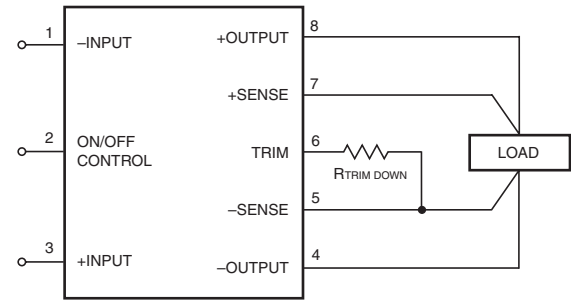 1
–INPUT
2
ON/OFF
CONTROL
3
+INPUT
+OUTPUT
8
+SENSE
7
TRIM
6
RTRIM DOWN
–SENSE
5
–OUTPUT
4
LOAD